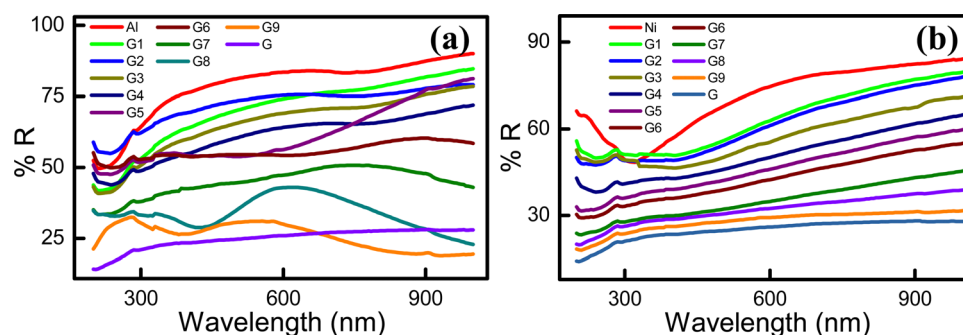 100
75
50
25
% R
Al
G1
G2
G3
G4
G5
G6
G7
G8
G9
G
(a)
300
600
900
Wavelength (nm)
90
60
30
% R
Ni
G1
G2
G3
G4
G5
G6
G6
G7
G8
G9
G
(b)
300
600
900
Wavelength (nm)